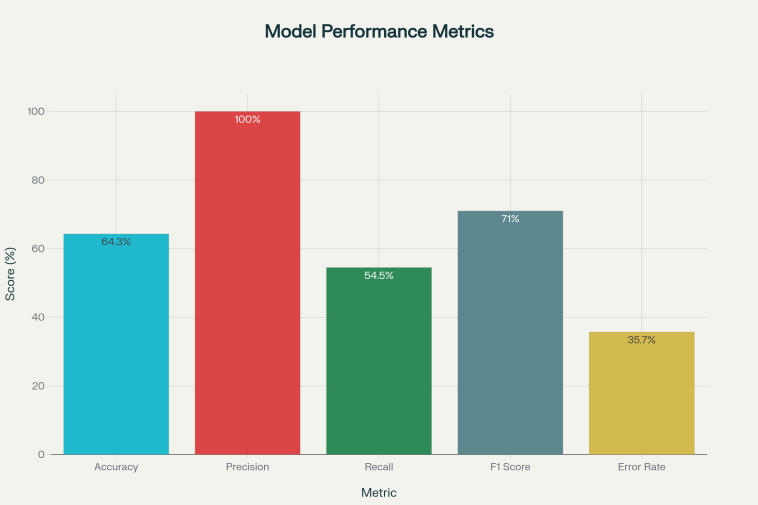 Model Performance Metrics
Score (%)
100
80
60
40
20
0
64.3%
100%
54.5%
71%
35.7%
Accuracy
Precision
Recall
F1 Score
Error Rate
Metric